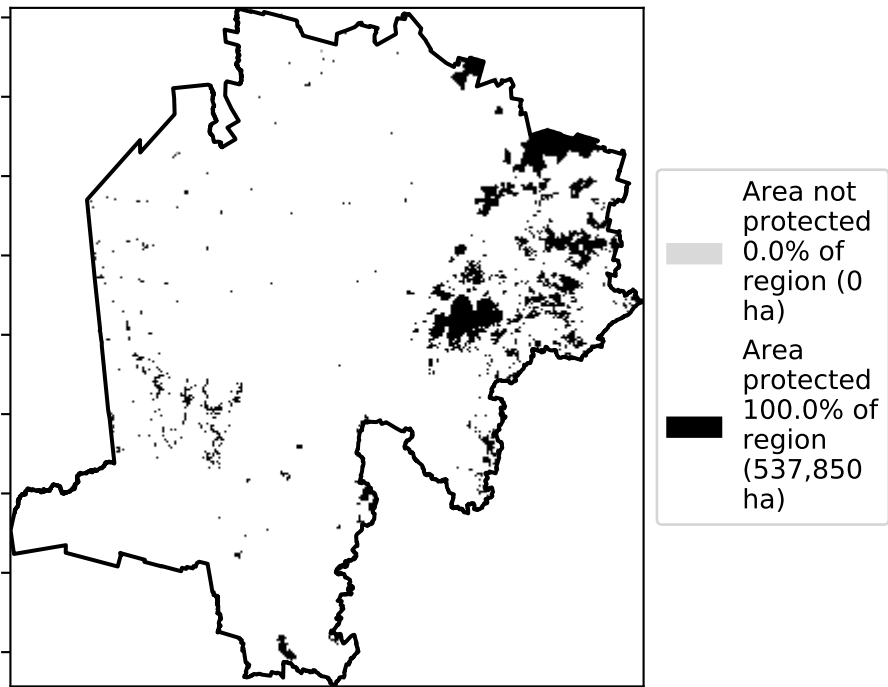 Area not
protected
0.0% of
region (0
ha)
Area
protected
100.0% of
region
(537,850
ha)